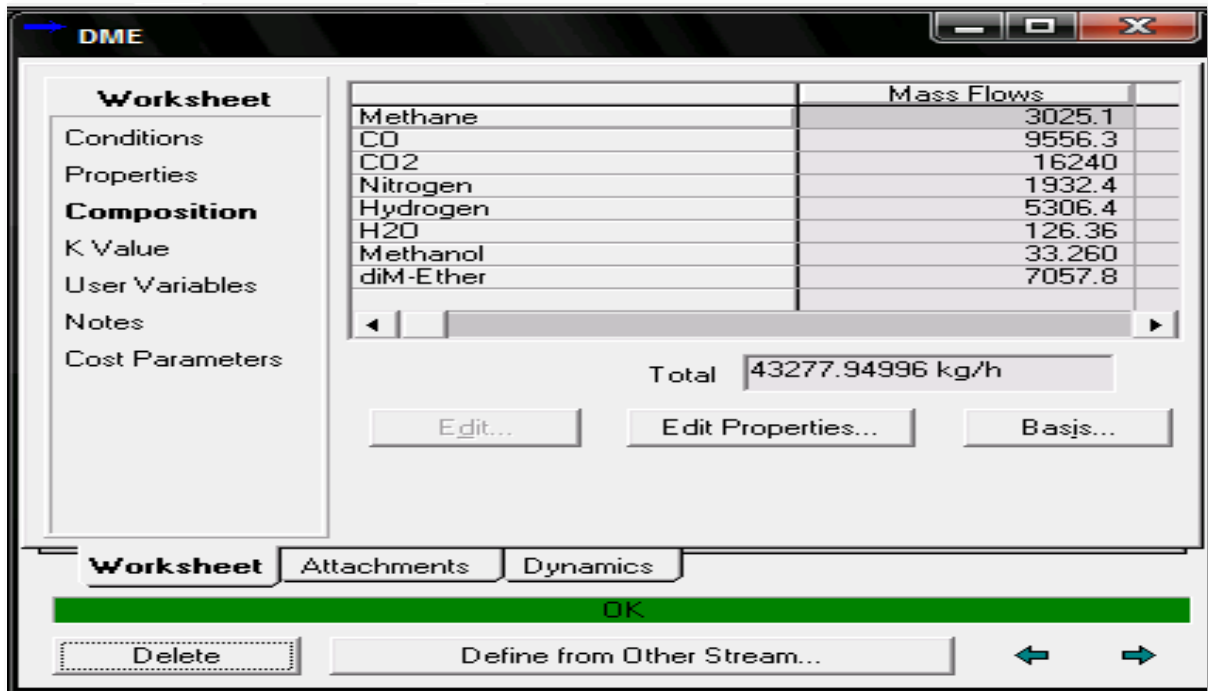 DME
Worksheet
Conditions
Properties
Composition
K Value
User Variables
Notes
Cost Parameters
Mass Flows
Methane 3025.1
CO 9556.3
CO2 16240
Nitrogen 1932.4
Hydrogen 5306.4
H2O 126.36
Methanol 33.260
diM-Ether 7057.8
Total 43277.94996 kg/h
Edit... Edit Properties... Basis...
Worksheet Attachments Dynamics
OK
Delete Define from Other Stream...